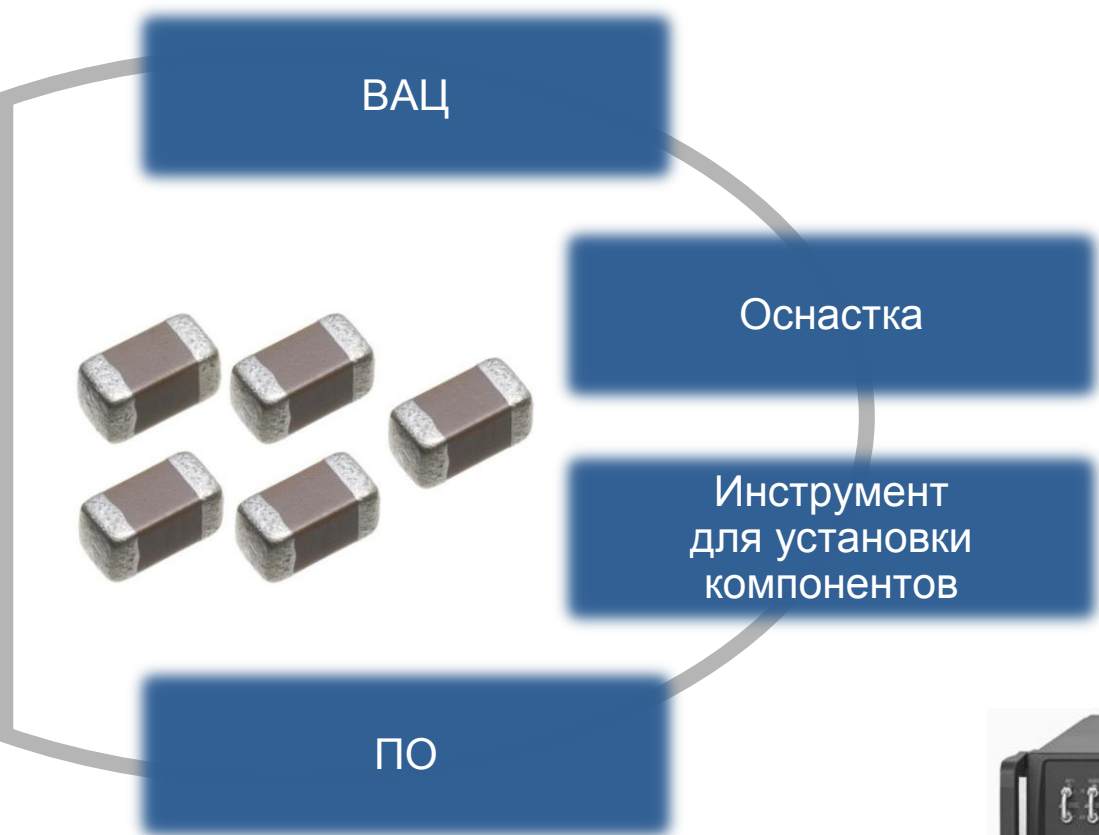 ВАЦ
Оснастка
Инструмент
для установки
компонентов
ПО